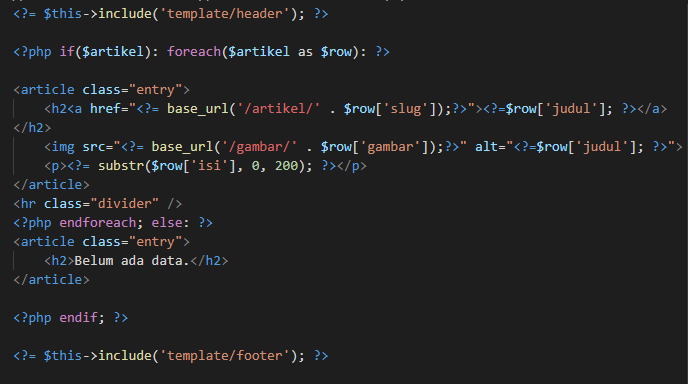 <?= $this->include('template/header'); ?>
<?php if($artikel): foreach($artikel as $row): ?>
<article class="entry">
<h2<a href="<?= base_url('/artikel/' . $row['slug']);?>"><?=$row['judul']; ?></a>
</h2>
<img src="<?= base_url('/gambar/' . $row['gambar']);?>" alt="<?=$row['judul']; ?>">
<p><?= substr($row['isi'], 0, 200); ?></p>
</article>
<hr class="divider" />
<?php endforeach; else: ?>
<article class="entry">
<h2>Belum ada data.</h2>
</article>
<?php endif; ?>
<?= $this->include('template/footer'); ?>